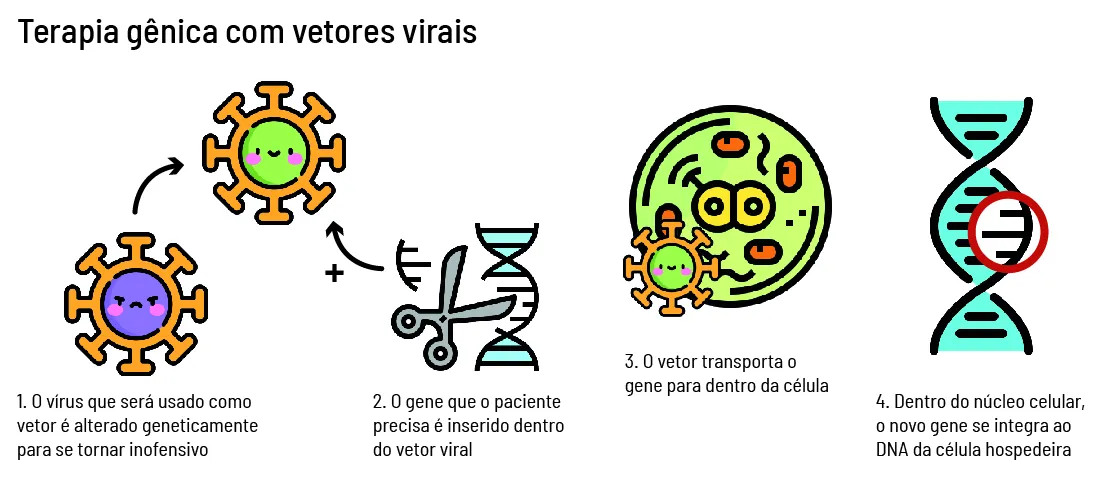 Terapia gênica com vetores virais
+
1. O vírus que será usado como
vetor é alterado geneticamente
para se tornar inofensivo
2. O gene que o paciente
precisa é inserido dentro
do vetor viral
3. O vetor transporta o
gene para dentro da célula
4. Dentro do núcleo celular,
o novo gene se integra ao
DNA da célula hospedeira